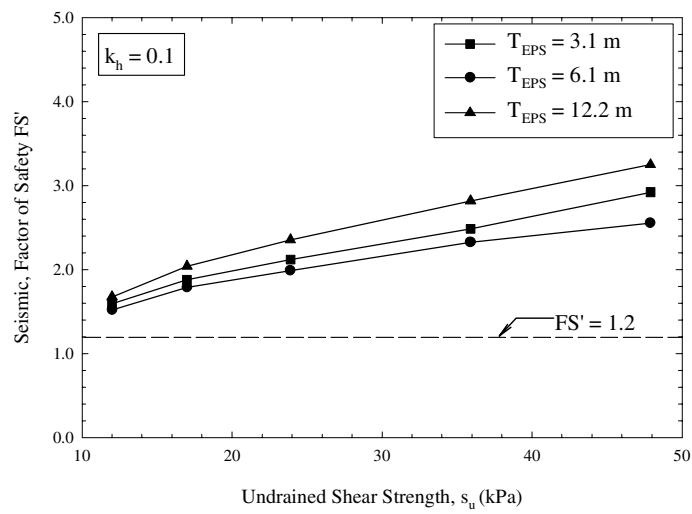 5.0
4.0
3.0
2.0
1.0
0.0
Seismic, Factor of Safety FS'
k_h = 0.1
T_EPS = 3.1 m
T_EPS = 6.1 m
T_EPS = 12.2 m
FS' = 1.2
10 20 30 40 50
Undrained Shear Strength, s_u (kPa)